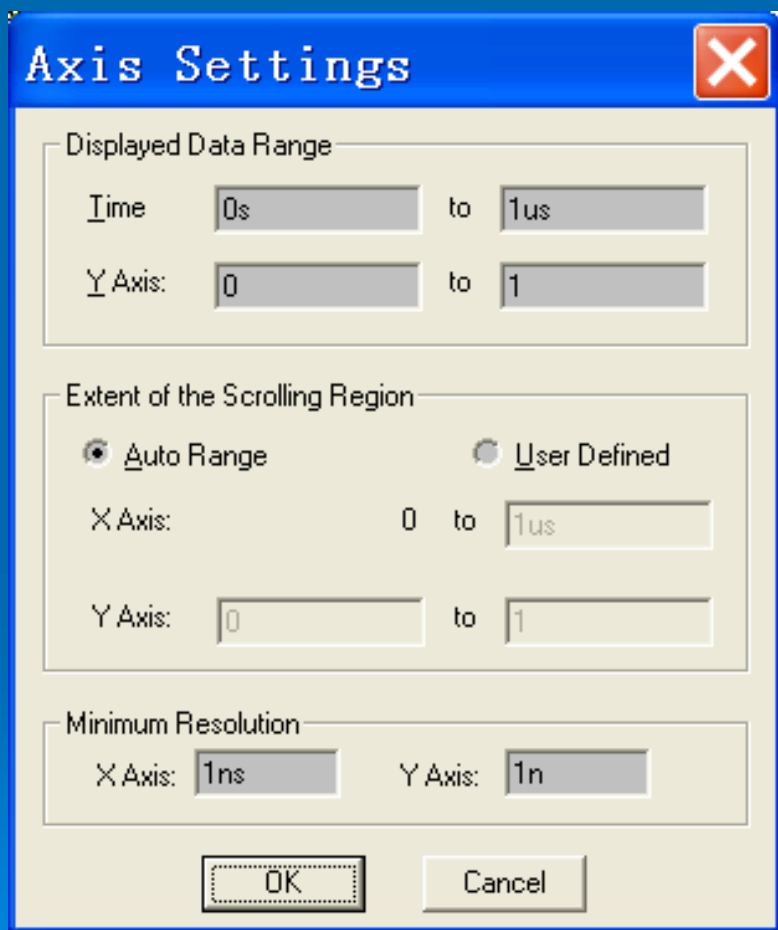 Axis Settings
Displayed Data Range
Time 0s to 1us
Y Axis: 0 to 1
Extent of the Scrolling Region
Auto Range User Defined
X Axis: 0 to 1us
Y Axis: 0 to 1
Minimum Resolution
X Axis: 1ns Y Axis: 1n
OK Cancel